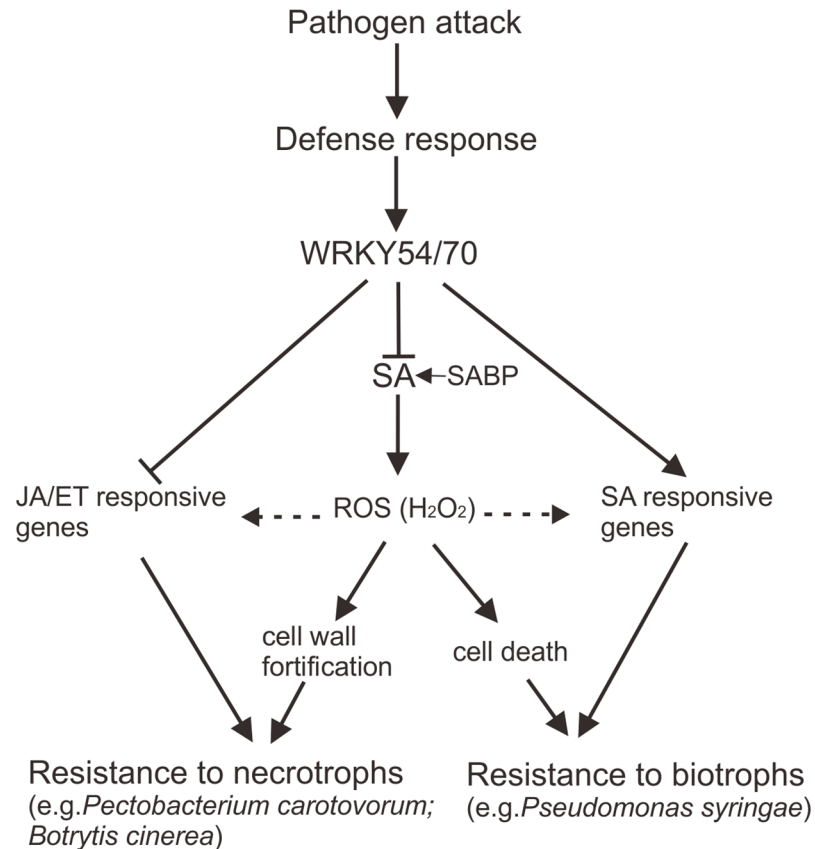 Pathogen attack
Defense response
WRKY54/70
SA SABP
JA/ET responsive
genes
ROS (H₂O₂)
SA responsive
genes
cell wall
fortification
cell death
Resistance to necrotrophs
(e.g.Pectobacterium carotovorum;
Botrytis cinerea)
Resistance to biotrophs
(e.g.Pseudomonas syringae)